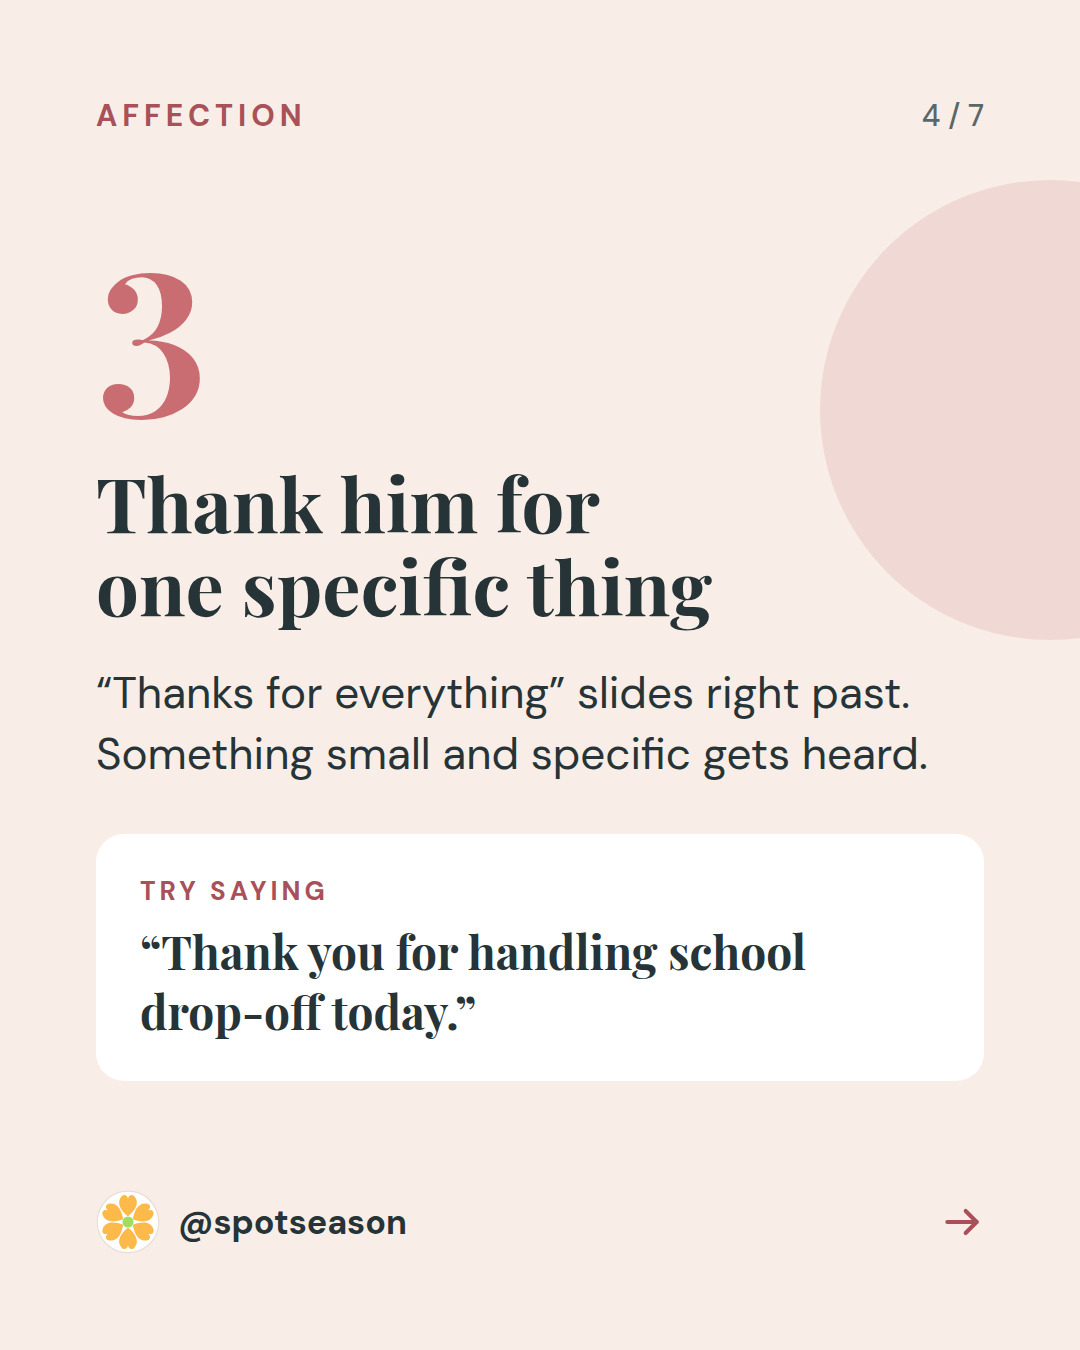 AFFECTION
4 / 7
3
Thank him for
one specific thing
“Thanks for everything” slides right past.
Something small and specific gets heard.
TRY SAYING
“Thank you for handling school
drop-off today.”
@spotseason